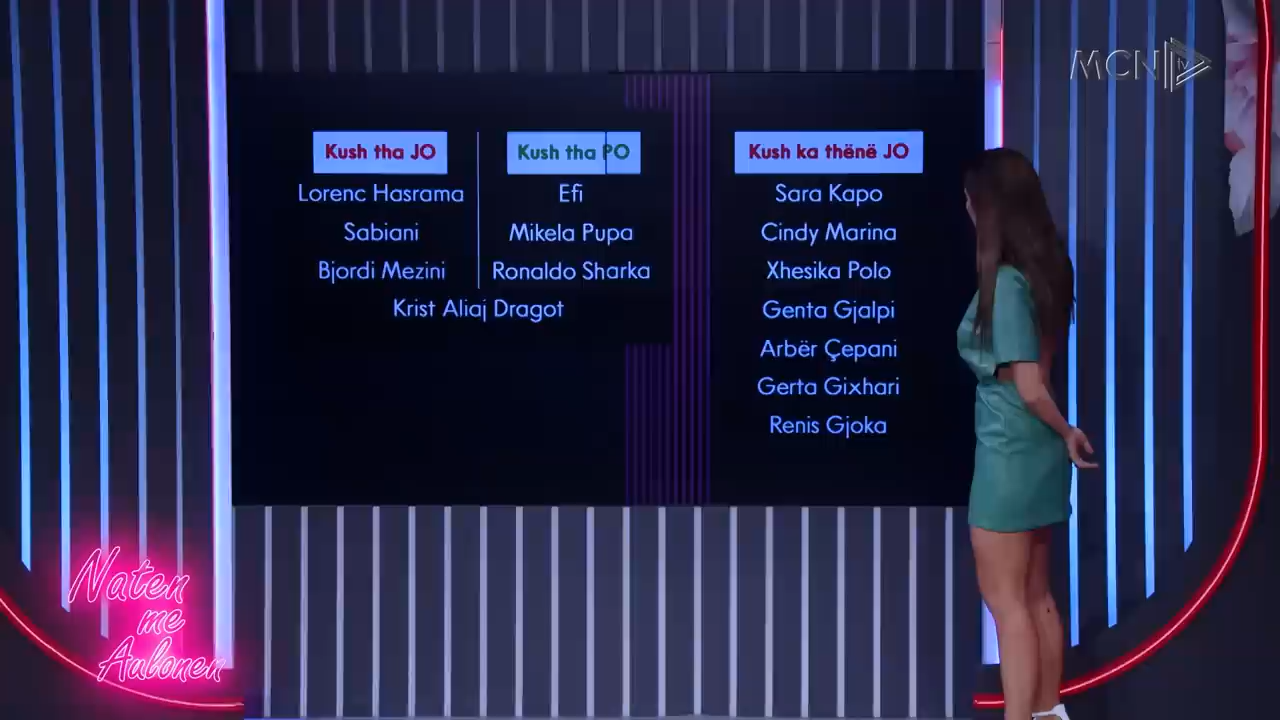 MCN TV
Kush tha JO
Lorenc Hasrama
Sabiani
Bjordi Mezini
Kush tha PO
Efi
Mikela Pupa
Ronaldo Sharka
Krist Aliaj Dragot
Kush ka thënë JO
Sara Kapo
Cindy Marina
Xhesika Polo
Genta Gjalpi
Arbër Çepani
Gerta Gixhari
Renis Gjoka
Naten
me
Aulonen